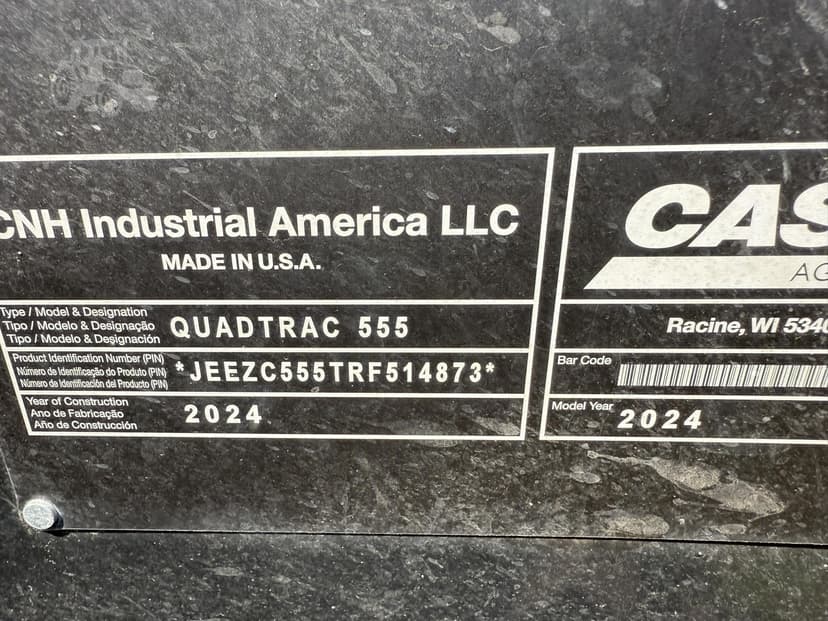 CNH Industrial America LLC
MADE IN U.S.A.
Type / Model & Designation
Tipo / Modelo & Designação
Tipo / Modelo & Designación
QUADTRAC 555
Product Identification Number (PIN)
Número de Identificação do Produto (PIN)
Número de Identificación del Producto (PIN)
*JEEZC555TRF514873*
Year of Construction
Ano de Fabricação
Año de Construcción
2024
CAS
AG
Racine, WI 5340
Bar Code
Model Year
2024